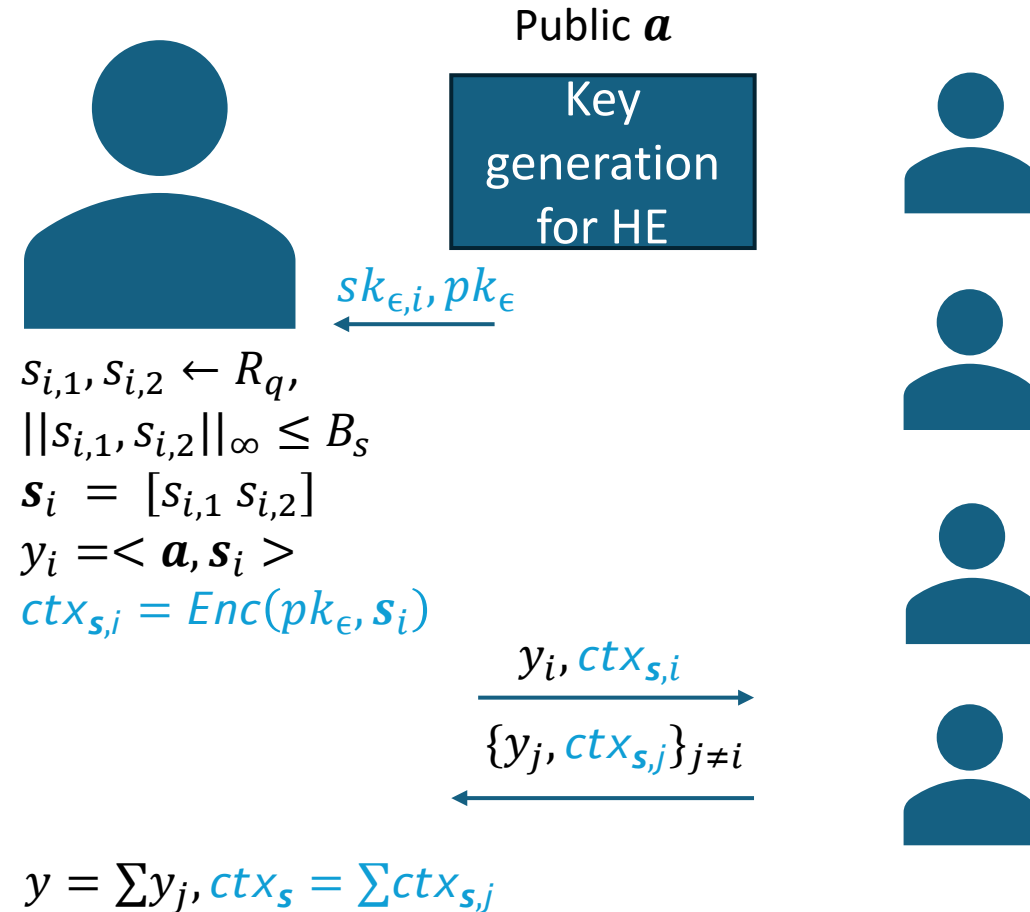 Public 𝒂
Key
generation
for HE
𝑠𝑘_{ϵ,𝑖}, 𝑝𝑘_ϵ
𝑠_{𝑖,1}, 𝑠_{𝑖,2} ← 𝑅_𝑞,
||𝑠_{𝑖,1}, 𝑠_{𝑖,2}||_∞ ≤ 𝐵_𝑠
𝒔_𝑖 = [𝑠_{𝑖,1} 𝑠_{𝑖,2}]
𝑦_𝑖 =< 𝒂, 𝒔_𝑖 >
ctx_{𝒔,i} = 𝐸𝑛𝑐(𝑝𝑘_ϵ, 𝒔_𝑖)
𝑦_𝑖, ctx_{𝒔,𝑖}
{𝑦_𝑗, ctx_{𝒔,𝑗}}_{𝑗≠𝑖}
𝑦 = ∑𝑦_𝑗, ctx_𝒔 = ∑ctx_{𝒔,𝑗}